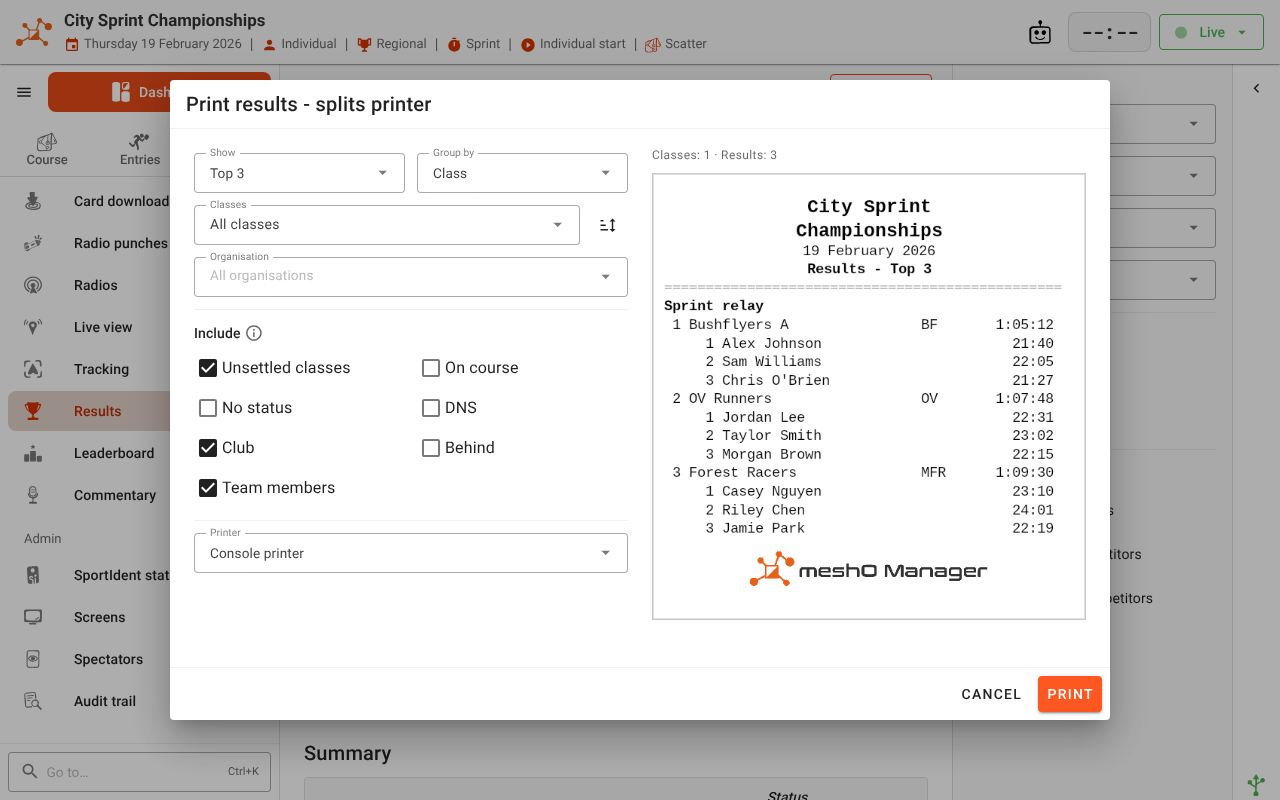 City Sprint Championships
Thursday 19 February 2026 | Individual | Regional | Sprint | Individual start | Scatter
--:--
Live
Dash
Course
Entries
Card download
Radio punches
Radios
Live view
Tracking
Results
Leaderboard
Commentary
Admin
SportIdent stat
Screens
Spectators
Audit trail
Go to...
Ctrl+K
Print results - splits printer
Show
Top 3
Group by
Class
Classes
All classes
Organisation
All organisations
Include
Unsettled classes
On course
No status
DNS
Club
Behind
Team members
Printer
Console printer
Classes: 1 · Results: 3
City Sprint
Championships
19 February 2026
Results - Top 3
================================================
Sprint relay
1 Bushflyers A BF 1:05:12
1 Alex Johnson 21:40
2 Sam Williams 22:05
3 Chris O'Brien 21:27
2 OV Runners OV 1:07:48
1 Jordan Lee 22:31
2 Taylor Smith 23:02
3 Morgan Brown 22:15
3 Forest Racers MFR 1:09:30
1 Casey Nguyen 23:10
2 Riley Chen 24:01
3 Jamie Park 22:19
meshO Manager
CANCEL
PRINT
s
titors
etitors
Summary
Status